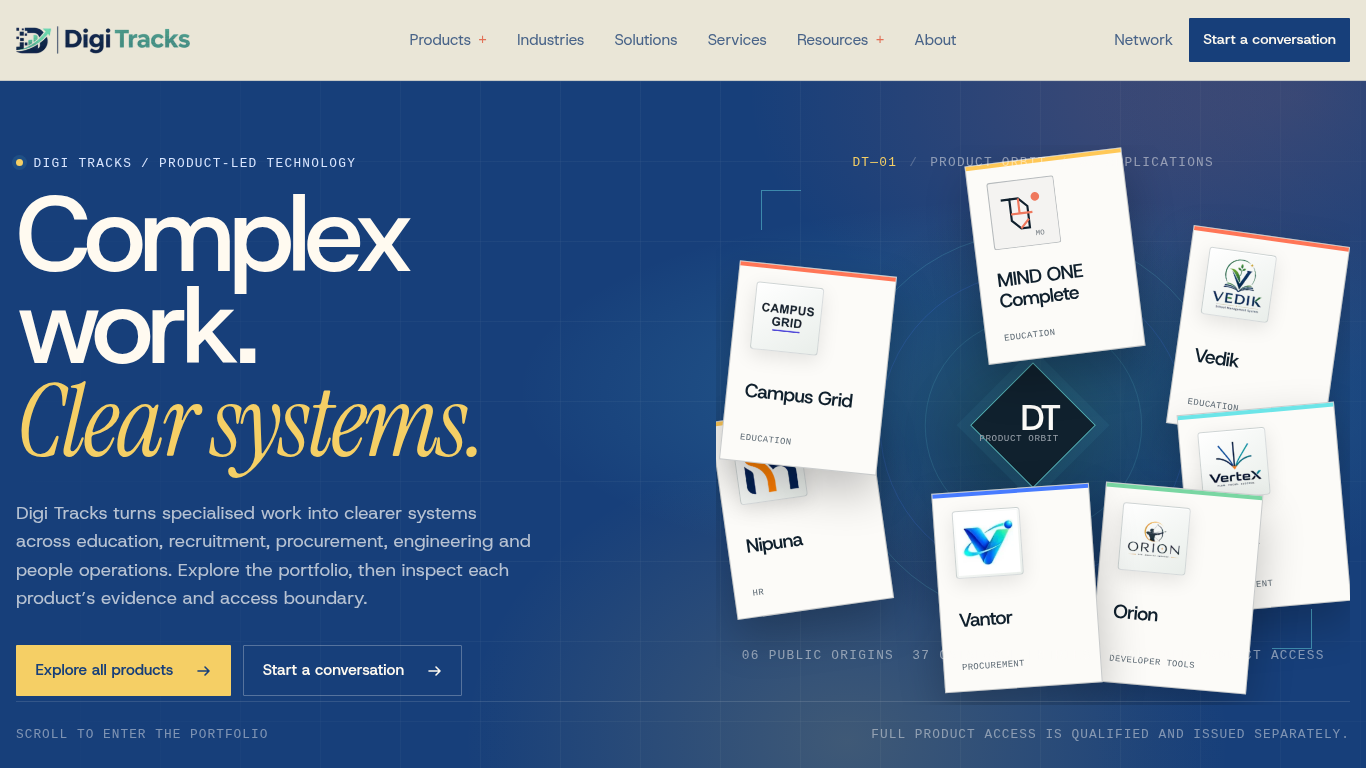 Digi Tracks
Products +
Industries
Solutions
Services
Resources +
About
Network
Start a conversation
DIGI TRACKS / PRODUCT-LED TECHNOLOGY
Complex
work.
Clear systems.
Digi Tracks turns specialised work into clearer systems
across education, recruitment, procurement, engineering and
people operations. Explore the portfolio, then inspect each
product's evidence and access boundary.
Explore all products →
Start a conversation →
DT—01 / PRODUCT
MO
MIND ONE
Complete
EDUCATION
CAMPUS
GRID
Campus Grid
EDUCATION
VEDIK
Vedik
EDUCATION
DT
PRODUCT ORBIT
VerteX
Nipuna
HR
Vantor
PROCUREMENT
ORION
Orion
DEVELOPER TOOLS
06 PUBLIC ORIGINS 37
ACCESS
SCROLL TO ENTER THE PORTFOLIO
FULL PRODUCT ACCESS IS QUALIFIED AND ISSUED SEPARATELY.